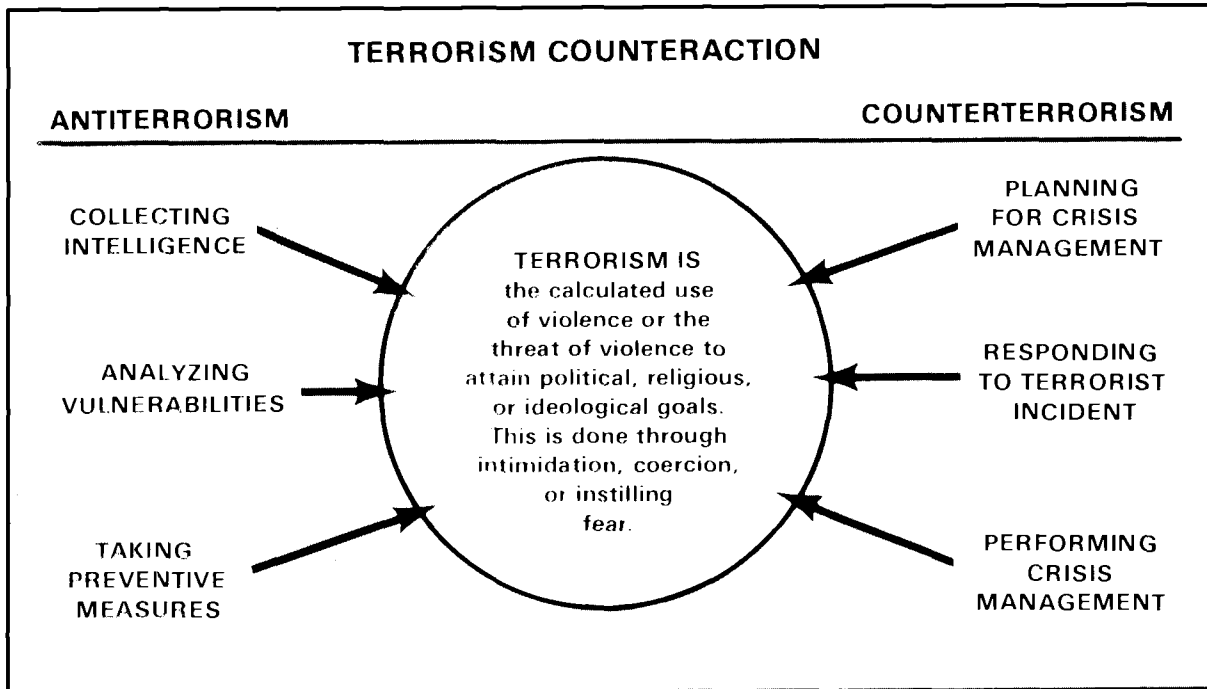 TERRORISM COUNTERACTION
ANTITERRORISM
COUNTERTERRORISM
COLLECTING
INTELLIGENCE
ANALYZING
VULNERABILITIES
TAKING
PREVENTIVE
MEASURES
TERRORISM IS
the calculated use
of violence or the
threat of violence to
attain political, religious,
or ideological goals.
This is done through
intimidation, coercion,
or instilling
fear.
PLANNING
FOR CRISIS
MANAGEMENT
RESPONDING
TO TERRORIST
INCIDENT
PERFORMING
CRISIS
MANAGEMENT